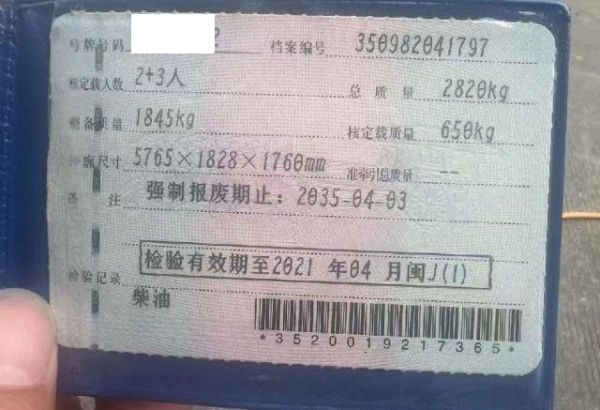 号牌号码 2 档案编号 350982041797
核定载人数 2+3人 总质量 2820kg
整备质量 1845kg 核定载质量 650kg
外廓尺寸 5765×1828×1760mm 准牵引总质量 --
备注 强制报废期止: 2035-04-03
检验有效期至2021 年04 月闽J(1)
检验记录
柴油
*3520019217365*